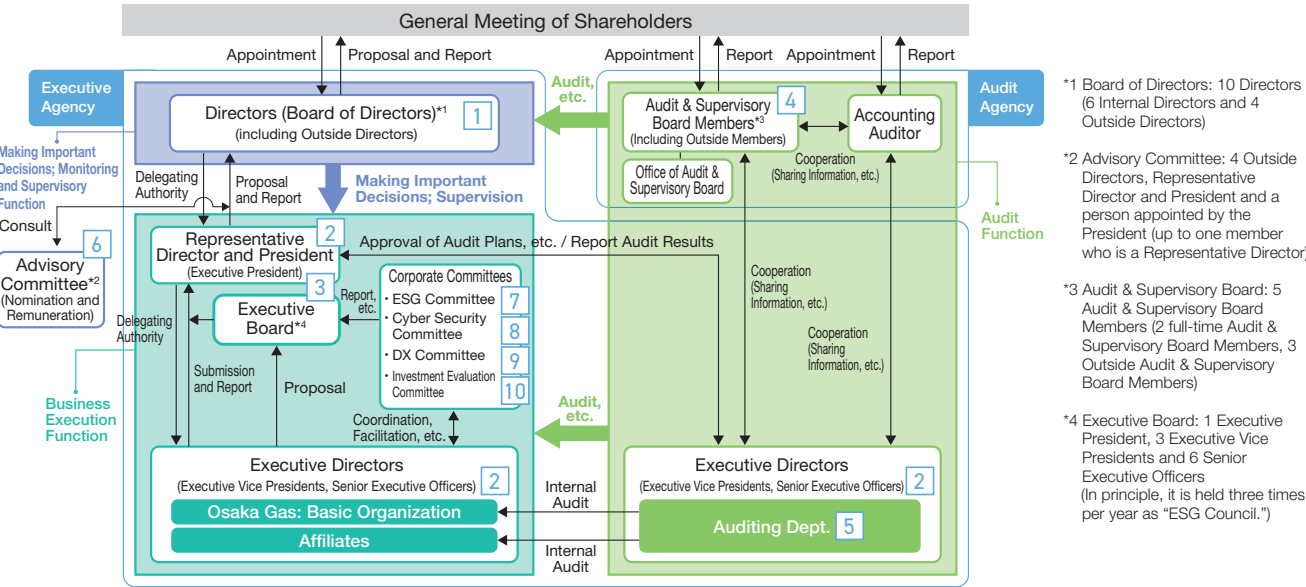 General Meeting of Shareholders
Appointment
Proposal and Report
Appointment
Report
Appointment
Report
Executive
Agency
Directors (Board of Directors)*1
(including Outside Directors)
1
Audit,
etc.
Audit & Supervisory
Board Members*3
(Including Outside Members)
4
Accounting
Auditor
Audit
Agency
Cooperation
(Sharing Information, etc.)
Office of Audit &
Supervisory Board
Making Important
Decisions; Monitoring
and Supervisory
Function
Delegating
Authority
Proposal
and Report
Making Important
Decisions; Supervision
Audit
Function
Consult
6
Advisory
Committee*2
(Nomination and
Remuneration)
Representative
Director and President
(Executive President)
2
Approval of Audit Plans, etc. / Report Audit Results
3
Executive
Board*4
Report,
etc.
Corporate Committees
・ESG Committee
7
・Cyber Security
Committee
8
・DX Committee
9
・Investment Evaluation
Committee
10
Cooperation
(Sharing
Information, etc.)
Cooperation
(Sharing
Information, etc.)
Delegating
Authority
Submission
and Report
Proposal
Business
Execution
Function
Coordination,
Facilitation, etc.
Audit,
etc.
Executive Directors
(Executive Vice Presidents, Senior Executive Officers)
2
Osaka Gas: Basic Organization
Affiliates
Internal
Audit
Internal
Audit
Executive Directors
(Executive Vice Presidents, Senior Executive Officers)
2
Auditing Dept.
5
*1 Board of Directors: 10 Directors
(6 Internal Directors and 4
Outside Directors)
*2 Advisory Committee: 4 Outside
Directors, Representative
Director and President and a
person appointed by the
President (up to one member
who is a Representative Director)
*3 Audit & Supervisory Board: 5
Audit & Supervisory Board
Members (2 full-time Audit &
Supervisory Board Members, 3
Outside Audit & Supervisory
Board Members)
*4 Executive Board: 1 Executive
President, 3 Executive Vice
Presidents and 6 Senior
Executive Officers
(In principle, it is held three times
per year as “ESG Council.”)